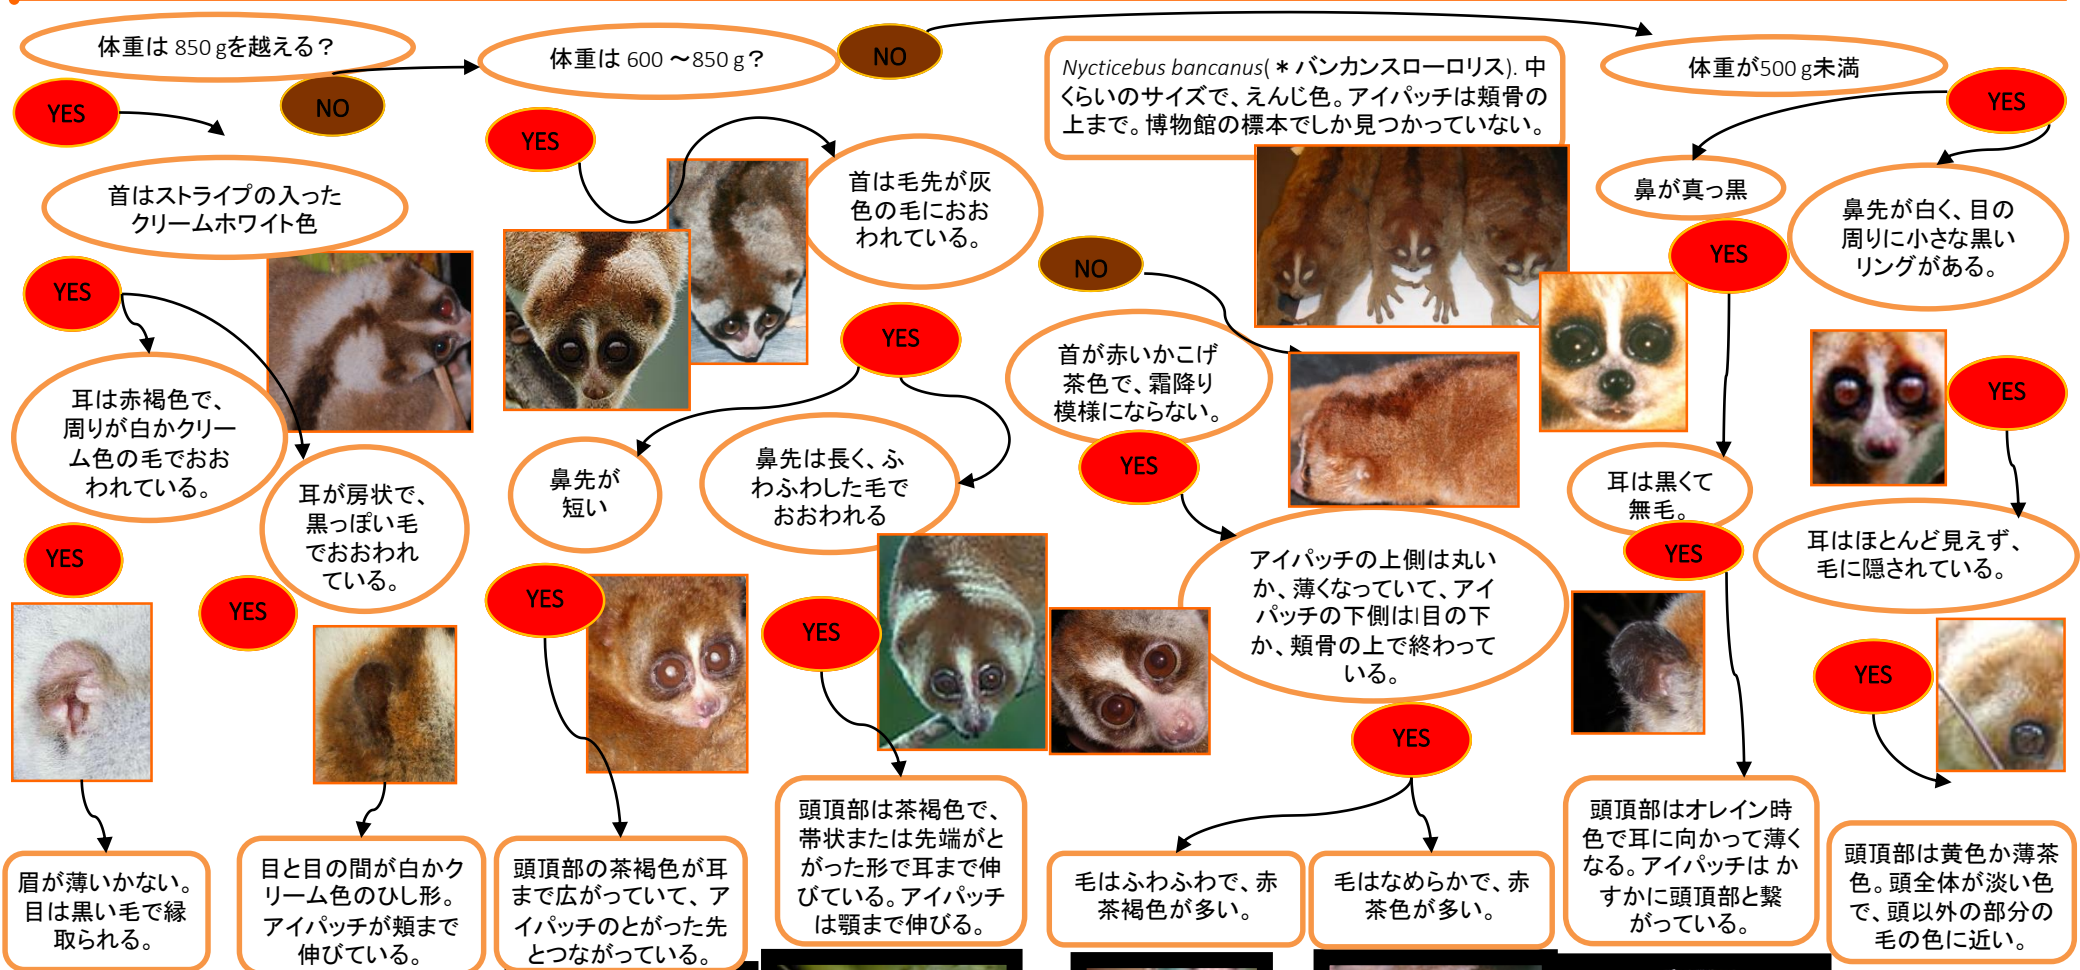 体重は 850 gを越える？
YES
NO
体重は 600 ～850 g？
NO
YES
Nycticebus bancanus(＊バンカンスローロリス). 中
くらいのサイズで、えんじ色。アイパッチは頬骨の
上まで。博物館の標本でしか見つかっていない。
体重が500 g未満
YES
首はストライプの入った
クリームホワイト色
YES
首は毛先が灰
色の毛におお
われている。
YES
鼻が真っ黒
YES
鼻先が白く、目の
周りに小さな黒い
リングがある。
YES
NO
首が赤いかこげ
茶色で、霜降り
模様にならない。
YES
耳は赤褐色で、
周りが白かクリー
ム色の毛でおお
われている。
YES
耳が房状で、
黒っぽい毛
でおおわれ
ている。
YES
鼻先が
短い
YES
鼻先は長く、ふ
わふわした毛で
おおわれる
YES
アイパッチの上側は丸い
か、薄くなっていて、アイ
パッチの下側はl目の下
か、頬骨の上で終わって
いる。
YES
耳は黒くて
無毛。
YES
耳はほとんど見えず、
毛に隠されている。
YES
眉が薄いかない。
目は黒い毛で縁
取られる。
目と目の間が白かク
リーム色のひし形。
アイパッチが頬まで
伸びている。
頭頂部の茶褐色が耳
まで広がっていて、ア
イパッチのとがった先
とつながっている。
頭頂部は茶褐色で、
帯状または先端がと
がった形で耳まで伸
びている。アイパッチ
は顎まで伸びる。
毛はふわふわで、赤
茶褐色が多い。
毛はなめらかで、赤
茶色が多い。
頭頂部はオレイン時
色で耳に向かって薄く
なる。アイパッチは か
すかに頭頂部と繋
がっている。
頭頂部は黄色か薄茶
色。頭全体が淡い色
で、頭以外の部分の
毛の色に近い。